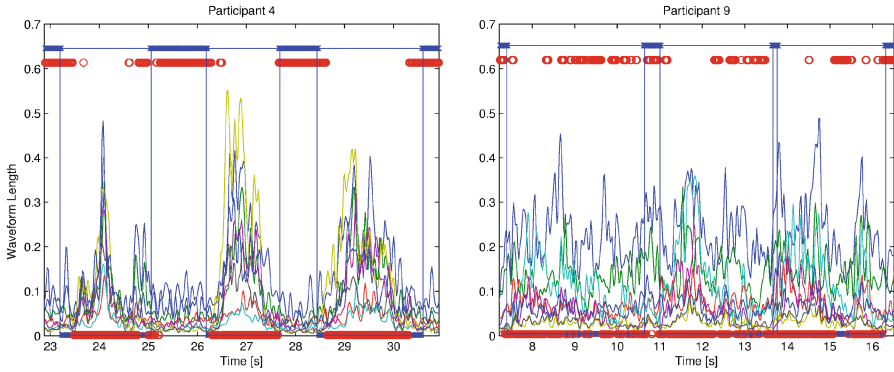 Participant 4
Participant 9
0.7
0.6
0.5
0.4
0.3
0.2
0.1
0
Waveform Length
23 24 25 26 27 28 29 30
Time [s]
0.7
0.6
0.5
0.4
0.3
0.2
0.1
0
8 9 10 11 12 13 14 15 16
Time [s]